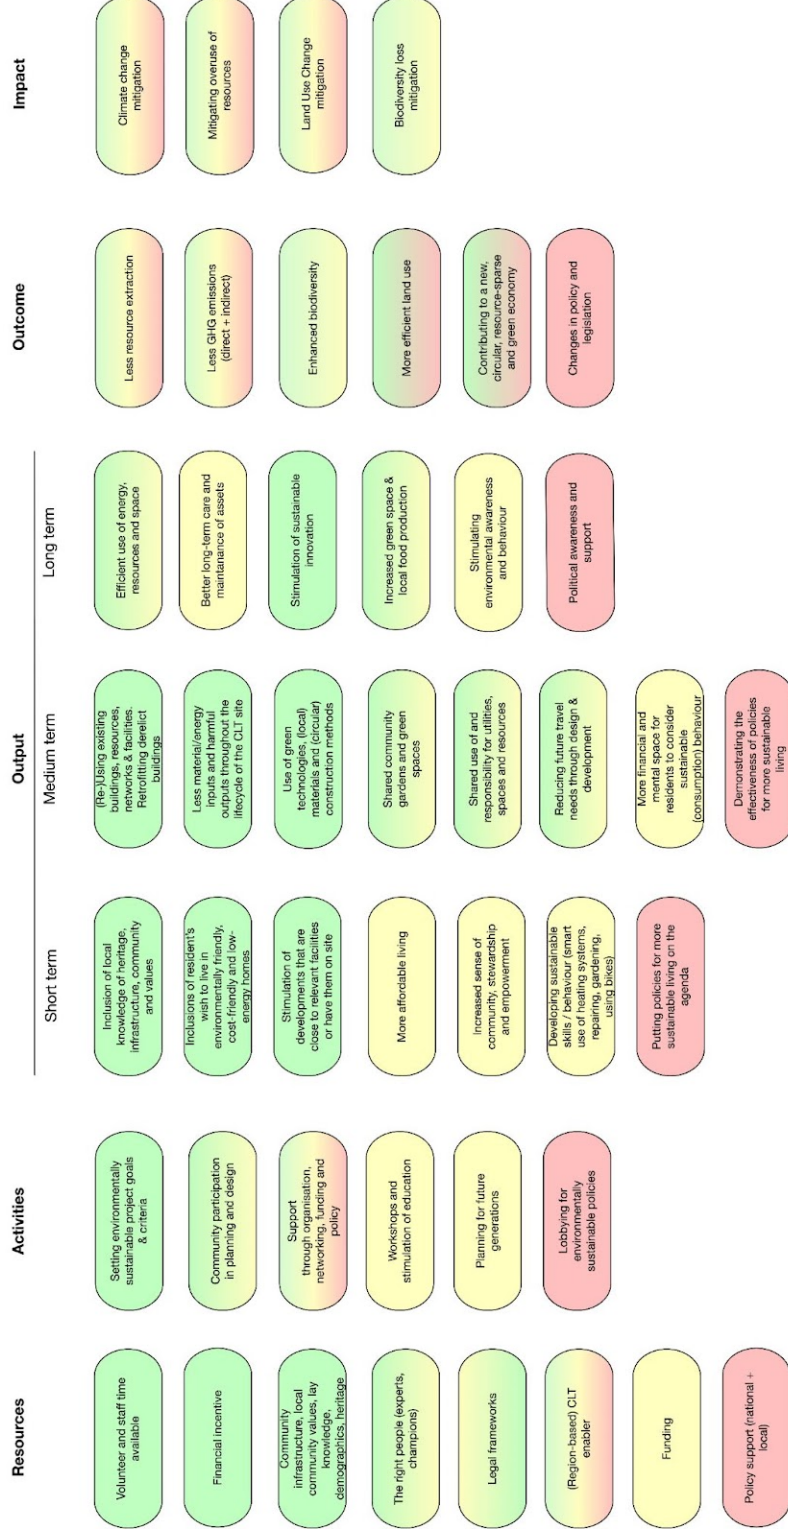 Resources
Volunteer and staff time
available
Financial incentive
Community
infrastructure, local
community values, lay
knowledge,
demographics, heritage
The right people (experts,
champions)
Legal frameworks
(Region-based) CLT
enabler
Funding
Policy support (national +
local)
Activities
Setting environmentally
sustainable project goals
& criteria
Community participation
in planning and design
Support
through organisation,
networking, funding and
policy
Workshops and
stimulation of education
Planning for future
generations
Lobbying for
environmentally
sustainable policies
Output
Short term
Inclusion of local
knowledge of heritage,
infrastructure, community
and values
Inclusions of resident's
wish to live in
environmentally friendly,
cost-friendly and low-
energy homes
Stimulation of
developments that are
close to relevant facilities
or have them on site
More affordable living
Increased sense of
community, stewardship
and empowerment
Developing sustainable
skills / behaviour (smart
use of heating systems,
repairing, gardening,
using bikes)
Putting policies for more
sustainable living on the
agenda
Medium term
(Re-)Using existing
buildings, resources,
networks & facilities.
Retrofitting derelict
buildings
Less material/energy
inputs and harmful
outputs throughout the
lifecycle of the CLT site
Use of green
technologies, (local)
materials and (circular)
construction methods
Shared community
gardens and green
spaces
Shared use of and
responsibility for utilities,
spaces and resources
Reducing future travel
needs through design &
development
More financial and
mental space for
residents to consider
sustainable
(consumption) behaviour
Demonstrating the
effectiveness of policies
for more sustainable
living
Long term
Efficient use of energy,
resources and space
Better long-term care and
maintanance of assets
Stimulation of sustainable
innovation
Increased green space &
local food production
Stimulating
environmental awareness
and behaviour
Political awareness and
support
Outcome
Less resource extraction
Less GHG emissions
(direct + indirect)
Enhanced biodiversity
More efficient land use
Contributing to a new,
circular, resource-sparse
and green economy
Changes in policy and
legislation
Impact
Climate change
mitigation
Mitigating overuse of
resources
Land Use Change
mitigation
Biodiversity loss
mitigation